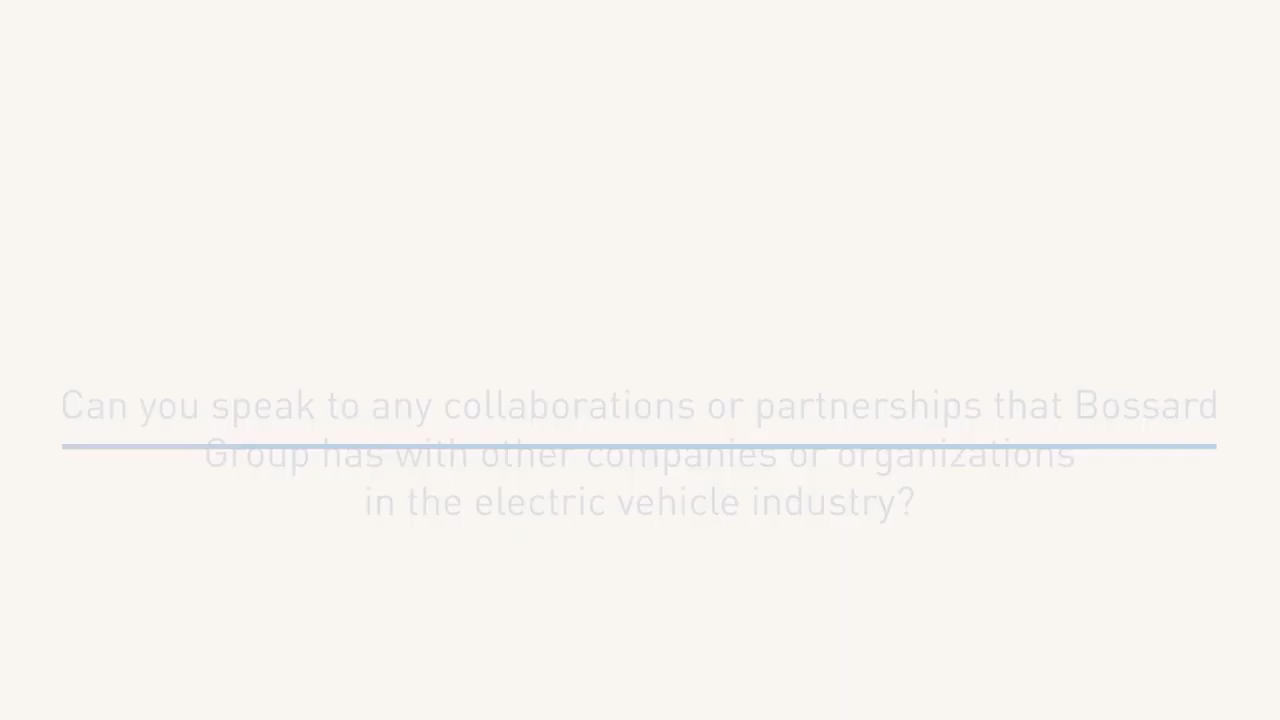 Can you speak to any collaborations or partnerships that Bossard
Group has with other companies or organizations
in the electric vehicle industry?